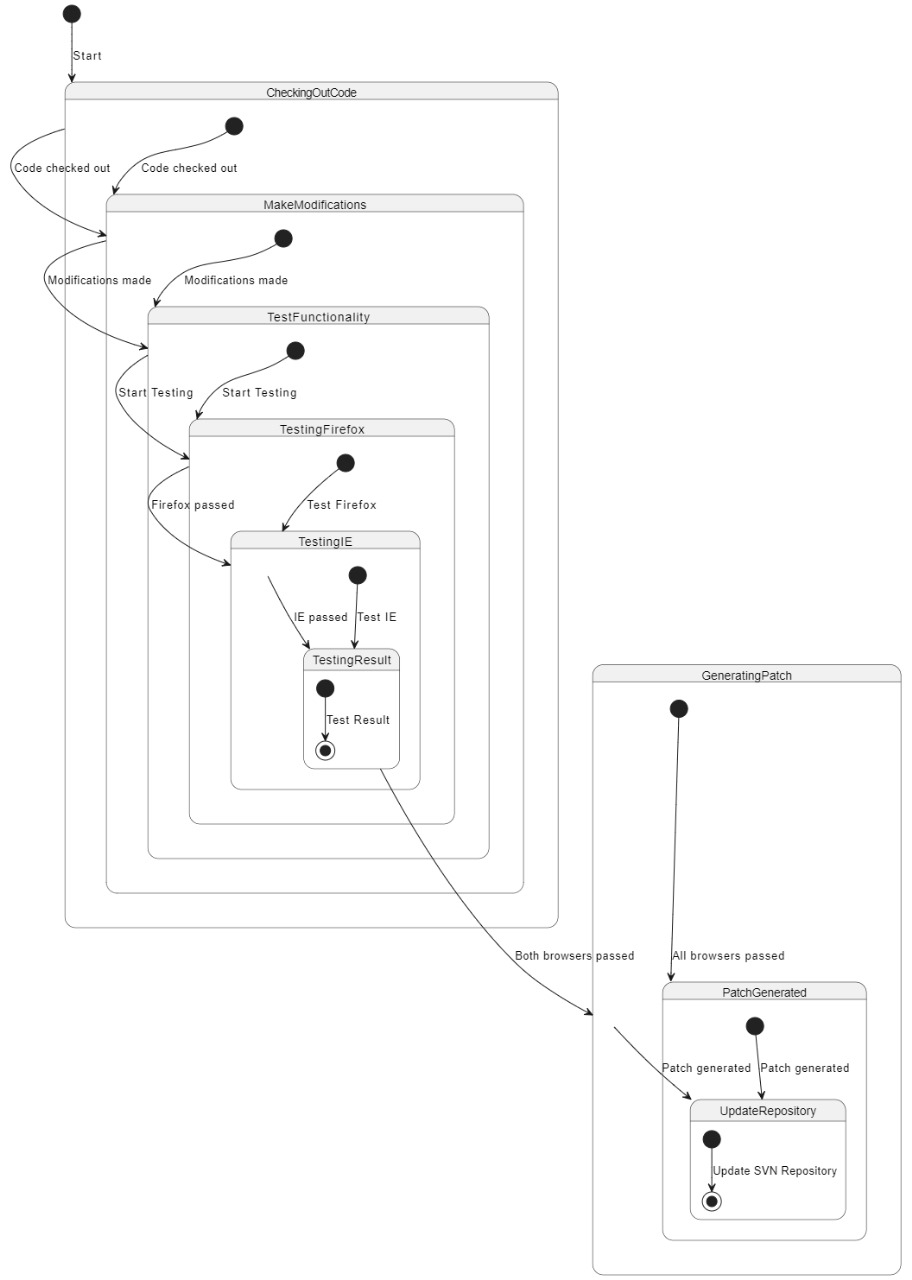 Start
CheckingOutCode
Code checked out
Code checked out
MakeModifications
Modifications made
Modifications made
TestFunctionality
Start Testing
Start Testing
TestingFirefox
Firefox passed
Test Firefox
TestingIE
IE passed
Test IE
TestingResult
GeneratingPatch
Test Result
Both browsers passed
All browsers passed
PatchGenerated
Patch generated
Patch generated
UpdateRepository
Update SVN Repository